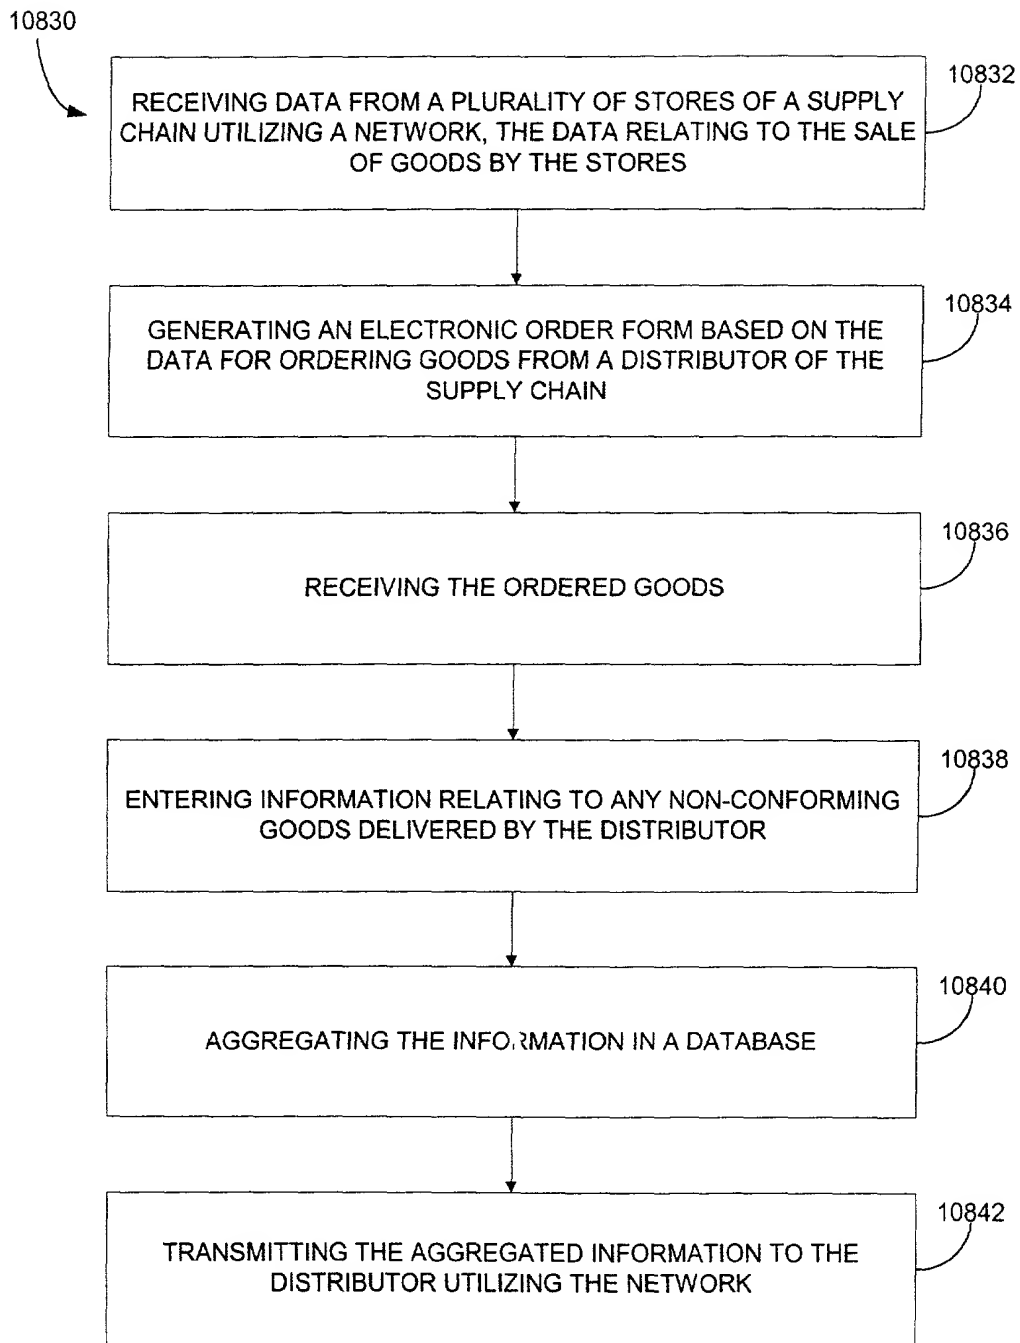 10830
10832
RECEIVING DATA FROM A PLURALITY OF STORES OF A SUPPLY
CHAIN UTILIZING A NETWORK, THE DATA RELATING TO THE SALE
OF GOODS BY THE STORES
10834
GENERATING AN ELECTRONIC ORDER FORM BASED ON THE
DATA FOR ORDERING GOODS FROM A DISTRIBUTOR OF THE
SUPPLY CHAIN
10836
RECEIVING THE ORDERED GOODS
10838
ENTERING INFORMATION RELATING TO ANY NON-CONFORMING
GOODS DELIVERED BY THE DISTRIBUTOR
10840
AGGREGATING THE INFORMATION IN A DATABASE
10842
TRANSMITTING THE AGGREGATED INFORMATION TO THE
DISTRIBUTOR UTILIZING THE NETWORK